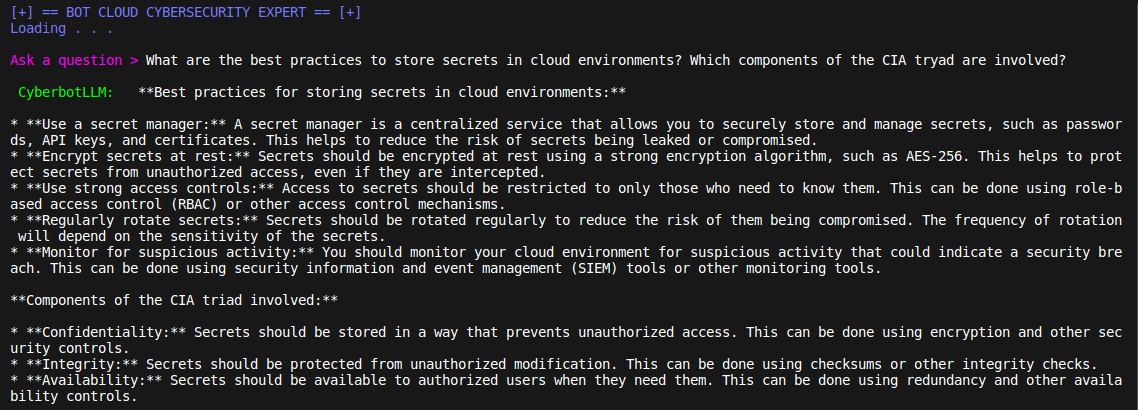 [+] == BOT CLOUD CYBERSECURITY EXPERT == [+]
Loading . . .
Ask a question > What are the best practices to store secrets in cloud environments? Which components of the CIA tryad are involved?
CyberbotLLM:   **Best practices for storing secrets in cloud environments:**
* **Use a secret manager:** A secret manager is a centralized service that allows you to securely store and manage secrets, such as passwor
ds, API keys, and certificates. This helps to reduce the risk of secrets being leaked or compromised.
* **Encrypt secrets at rest:** Secrets should be encrypted at rest using a strong encryption algorithm, such as AES-256. This helps to prot
ect secrets from unauthorized access, even if they are intercepted.
* **Use strong access controls:** Access to secrets should be restricted to only those who need to know them. This can be done using role-b
ased access control (RBAC) or other access control mechanisms.
* **Regularly rotate secrets:** Secrets should be rotated regularly to reduce the risk of them being compromised. The frequency of rotation
will depend on the sensitivity of the secrets.
* **Monitor for suspicious activity:** You should monitor your cloud environment for suspicious activity that could indicate a security bre
ach. This can be done using security information and event management (SIEM) tools or other monitoring tools.
**Components of the CIA triad involved:**
* **Confidentiality:** Secrets should be stored in a way that prevents unauthorized access. This can be done using encryption and other sec
urity controls.
* **Integrity:** Secrets should be protected from unauthorized modification. This can be done using checksums or other integrity checks.
* **Availability:** Secrets should be available to authorized users when they need them. This can be done using redundancy and other availa
bility controls.